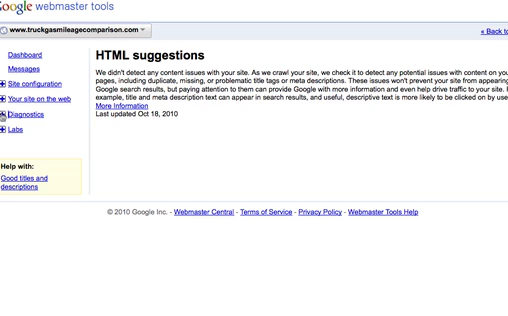 Google webmaster tools
www.truckgasmileagecomparison.com
« Back to
Dashboard
Messages
Site configuration
Your site on the web
Diagnostics
Labs
Help with:
Good titles and
descriptions
HTML suggestions
We didn't detect any content issues with your site. As we crawl your site, we check it to detect any potential issues with content on your
pages, including duplicate, missing, or problematic title tags or meta descriptions. These issues won't prevent your site from appearing
Google search results, but paying attention to them can provide Google with more information and even help drive traffic to your site. F
example, title and meta description text can appear in search results, and useful, descriptive text is more likely to be clicked on by use
More Information
Last updated Oct 18, 2010
© 2010 Google Inc. - Webmaster Central - Terms of Service - Privacy Policy - Webmaster Tools Help